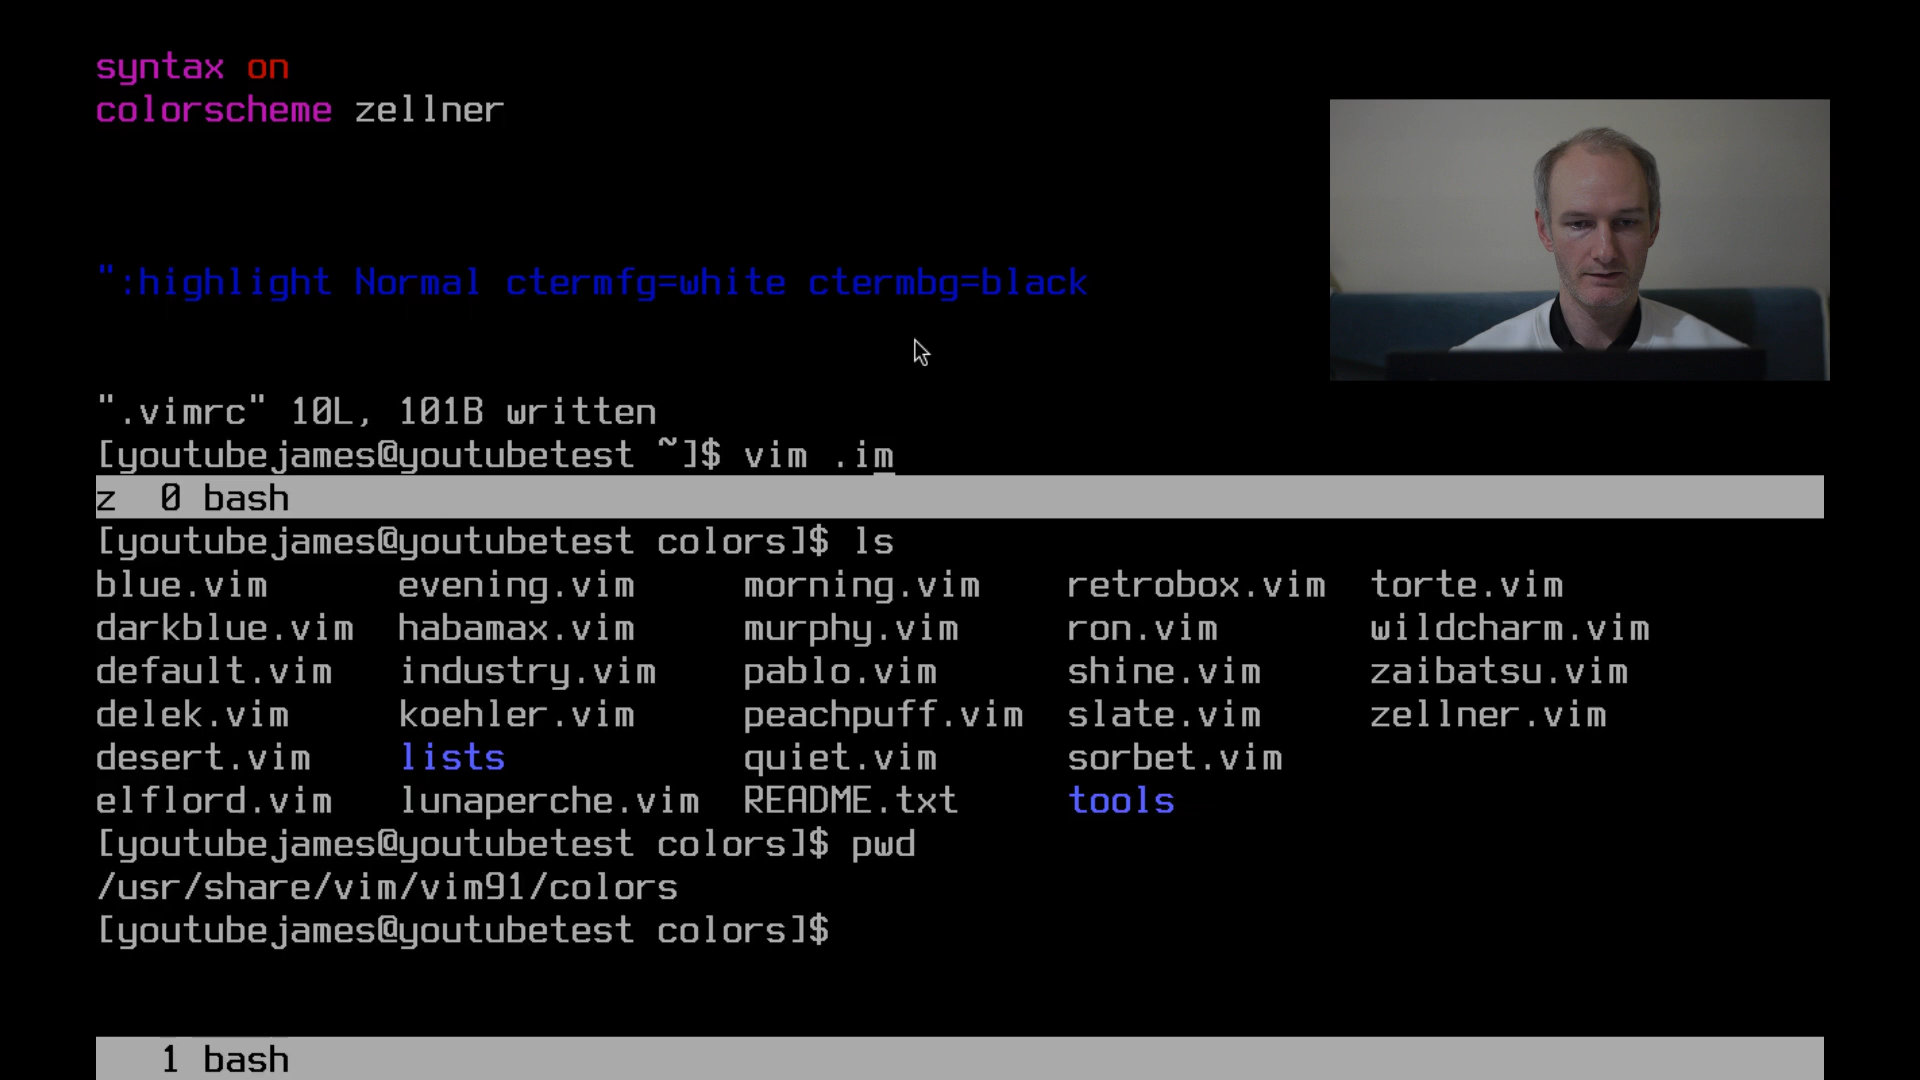 syntax on
colorscheme zellner
":highlight Normal ctermfg=white ctermbg=black
".vimrc" 10L, 101B written
[youtubejames@youtubetest ~]$ vim .im
z  0 bash
[youtubejames@youtubetest colors]$ ls
blue.vim      evening.vim     morning.vim    retrobox.vim  torte.vim
darkblue.vim  habamax.vim     murphy.vim     ron.vim       wildcharm.vim
default.vim   industry.vim    pablo.vim      shine.vim     zaibatsu.vim
delek.vim     koehler.vim     peachpuff.vim  slate.vim     zellner.vim
desert.vim    lists           quiet.vim      sorbet.vim
elflord.vim   lunaperche.vim  README.txt     tools
[youtubejames@youtubetest colors]$ pwd
/usr/share/vim/vim91/colors
[youtubejames@youtubetest colors]$
1 bash